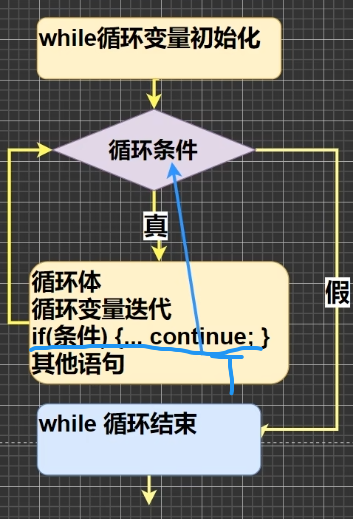 while循环变量初始化
循环条件
真
循环体
循环变量迭代
if(条件) {... continue; }
其他语句
假
while 循环结束